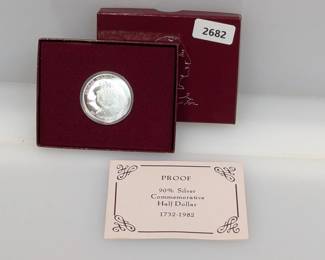 2682
PROOF
90% Silver
Commemorative
Half Dollar
1732-1982